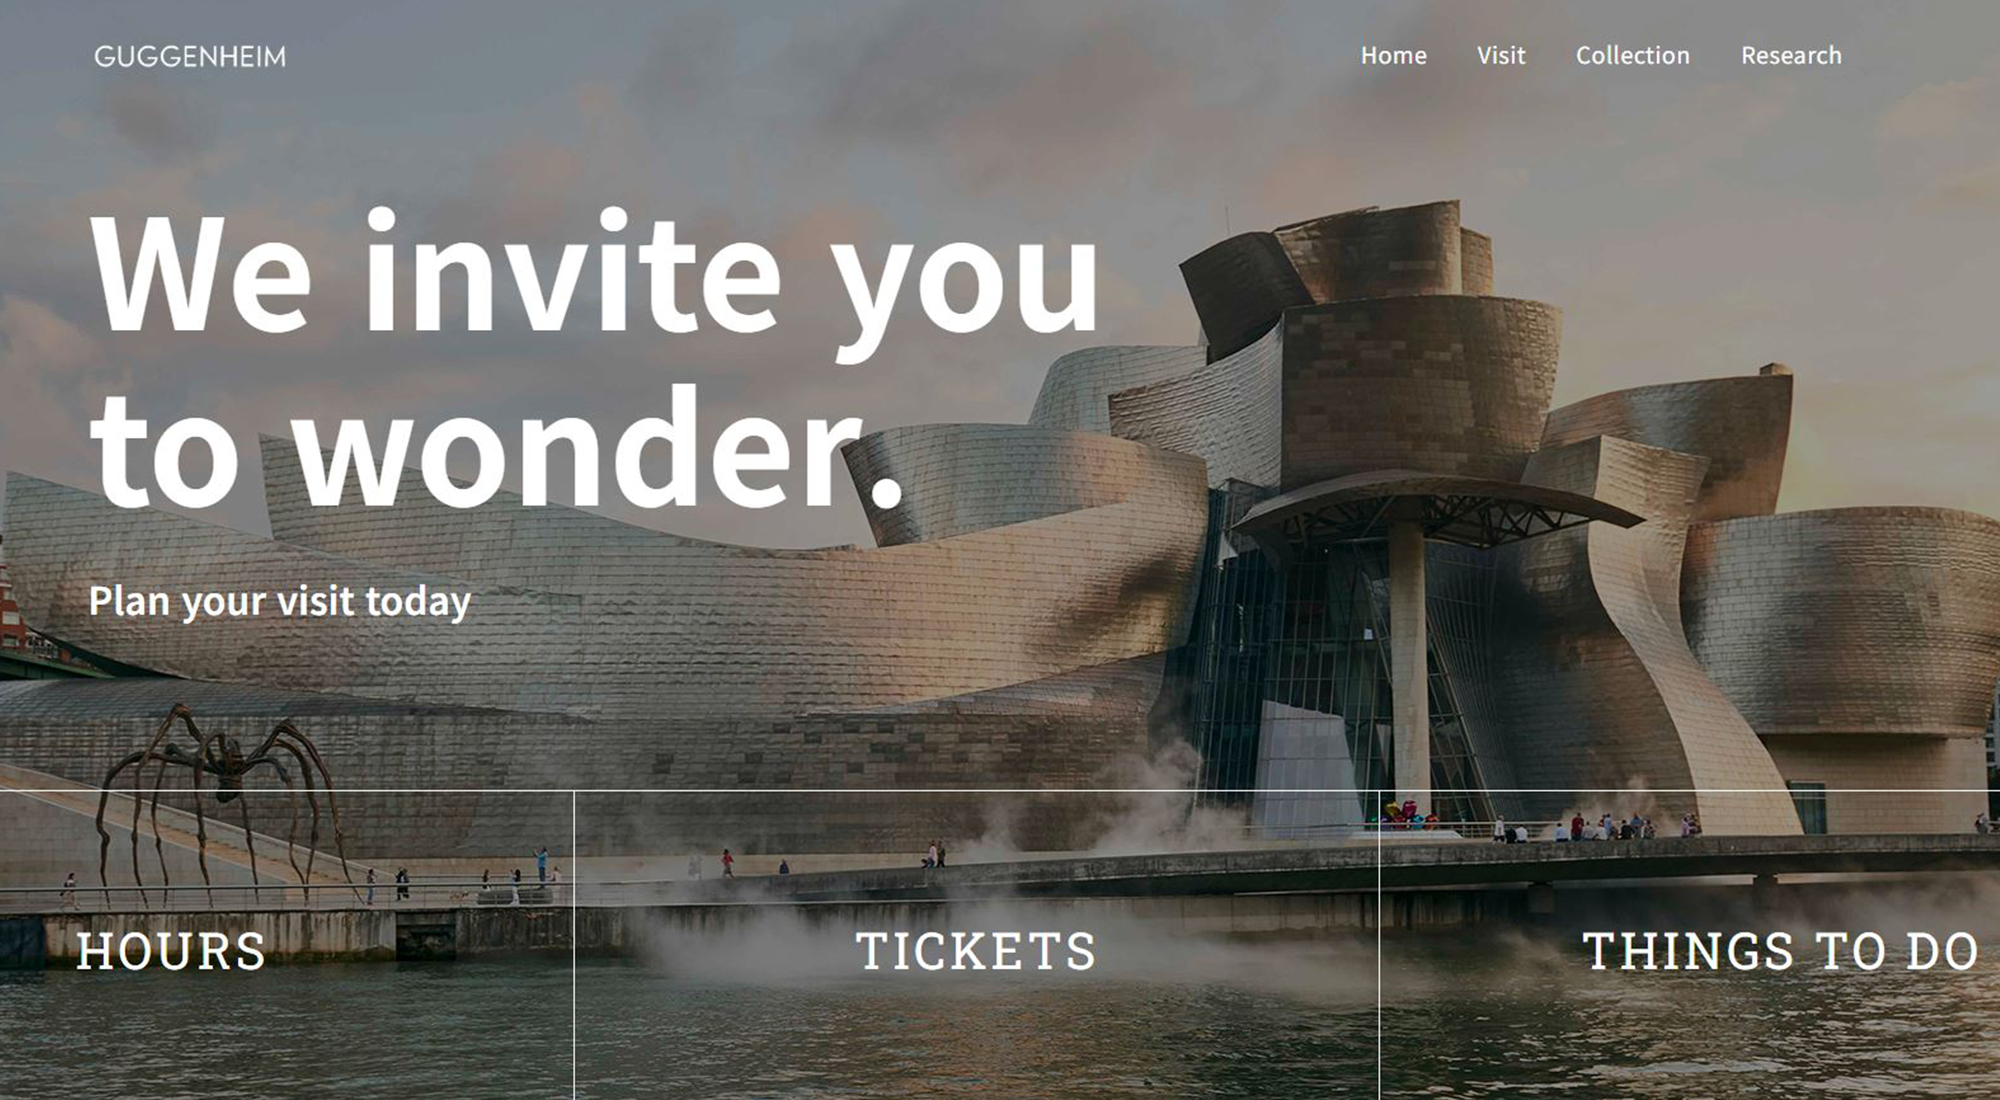 GUGGENHEIM
Home Visit Collection Research
We invite you
to wonder.
Plan your visit today
HOURS TICKETS THINGS TO DO